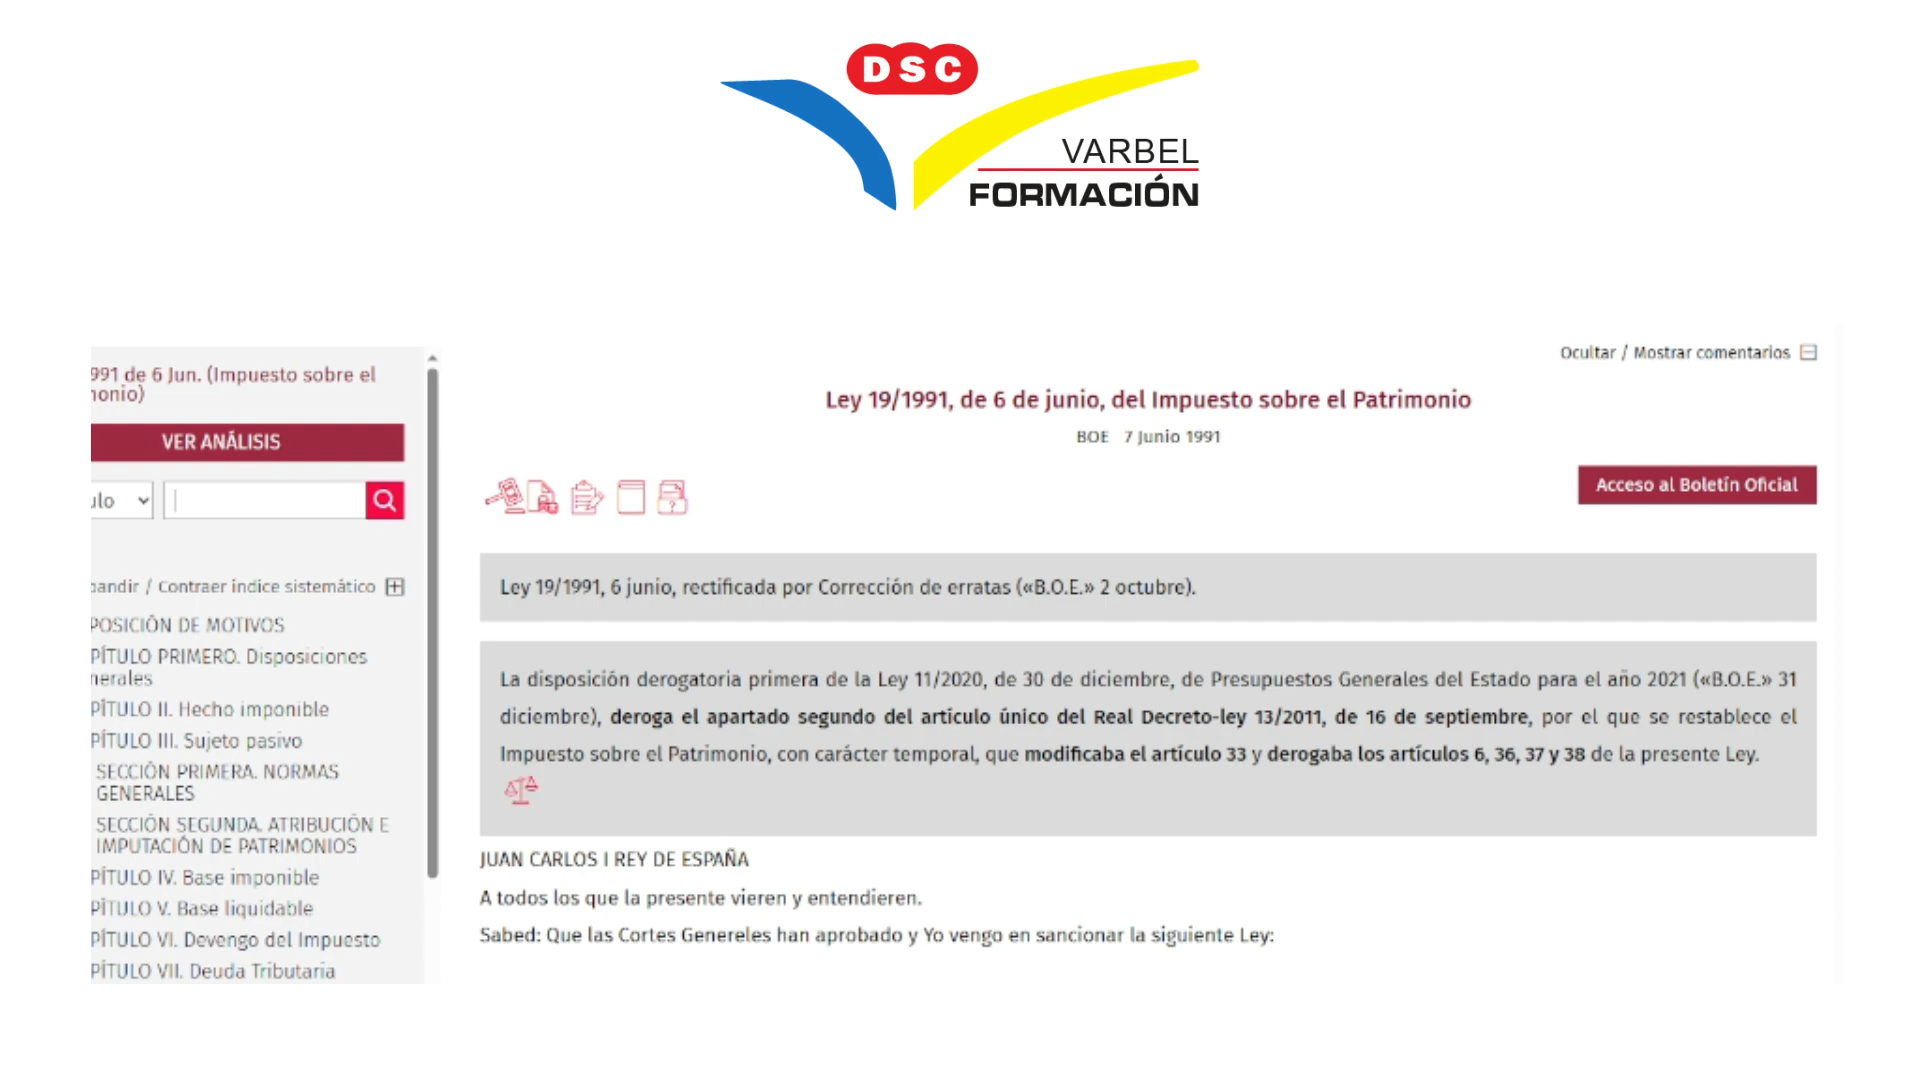 DSC
VARBEL
FORMACIÓN
991 de 6 Jun. (Impuesto sobre el
onio)
VER ANÁLISIS
ulo
andir / Contraer índice sistemático
POSICIÓN DE MOTIVOS
PÍTULO PRIMERO. Disposiciones
nerales
PÍTULO II. Hecho imponible
PÍTULO III. Sujeto pasivo
SECCIÓN PRIMERA. NORMAS
GENERALES
SECCIÓN SEGUNDA. ATRIBUCIÓN E
IMPUTACIÓN DE PATRIMONIOS
PÍTULO IV. Base imponible
PÍTULO V. Base liquidable
PÍTULO VI. Devengo del Impuesto
PÍTULO VII. Deuda Tributaria
Ocultar / Mostrar comentarios
Ley 19/1991, de 6 de junio, del Impuesto sobre el Patrimonio
BOE 7 Junio 1991
Acceso al Boletín Oficial
Ley 19/1991, 6 junio, rectificada por Corrección de erratas («B.O.E.» 2 octubre).
La disposición derogatoria primera de la Ley 11/2020, de 30 de diciembre, de Presupuestos Generales del Estado para el año 2021 («B.O.E.» 31
diciembre), deroga el apartado segundo del artículo único del Real Decreto-ley 13/2011, de 16 de septiembre, por el que se restablece el
Impuesto sobre el Patrimonio, con carácter temporal, que modificaba el artículo 33 y derogaba los artículos 6, 36, 37 y 38 de la presente Ley.
JUAN CARLOS I REY DE ESPAÑA
A todos los que la presente vieren y entendieren.
Sabed: Que las Cortes Genereles han aprobado y Yo vengo en sancionar la siguiente Ley: